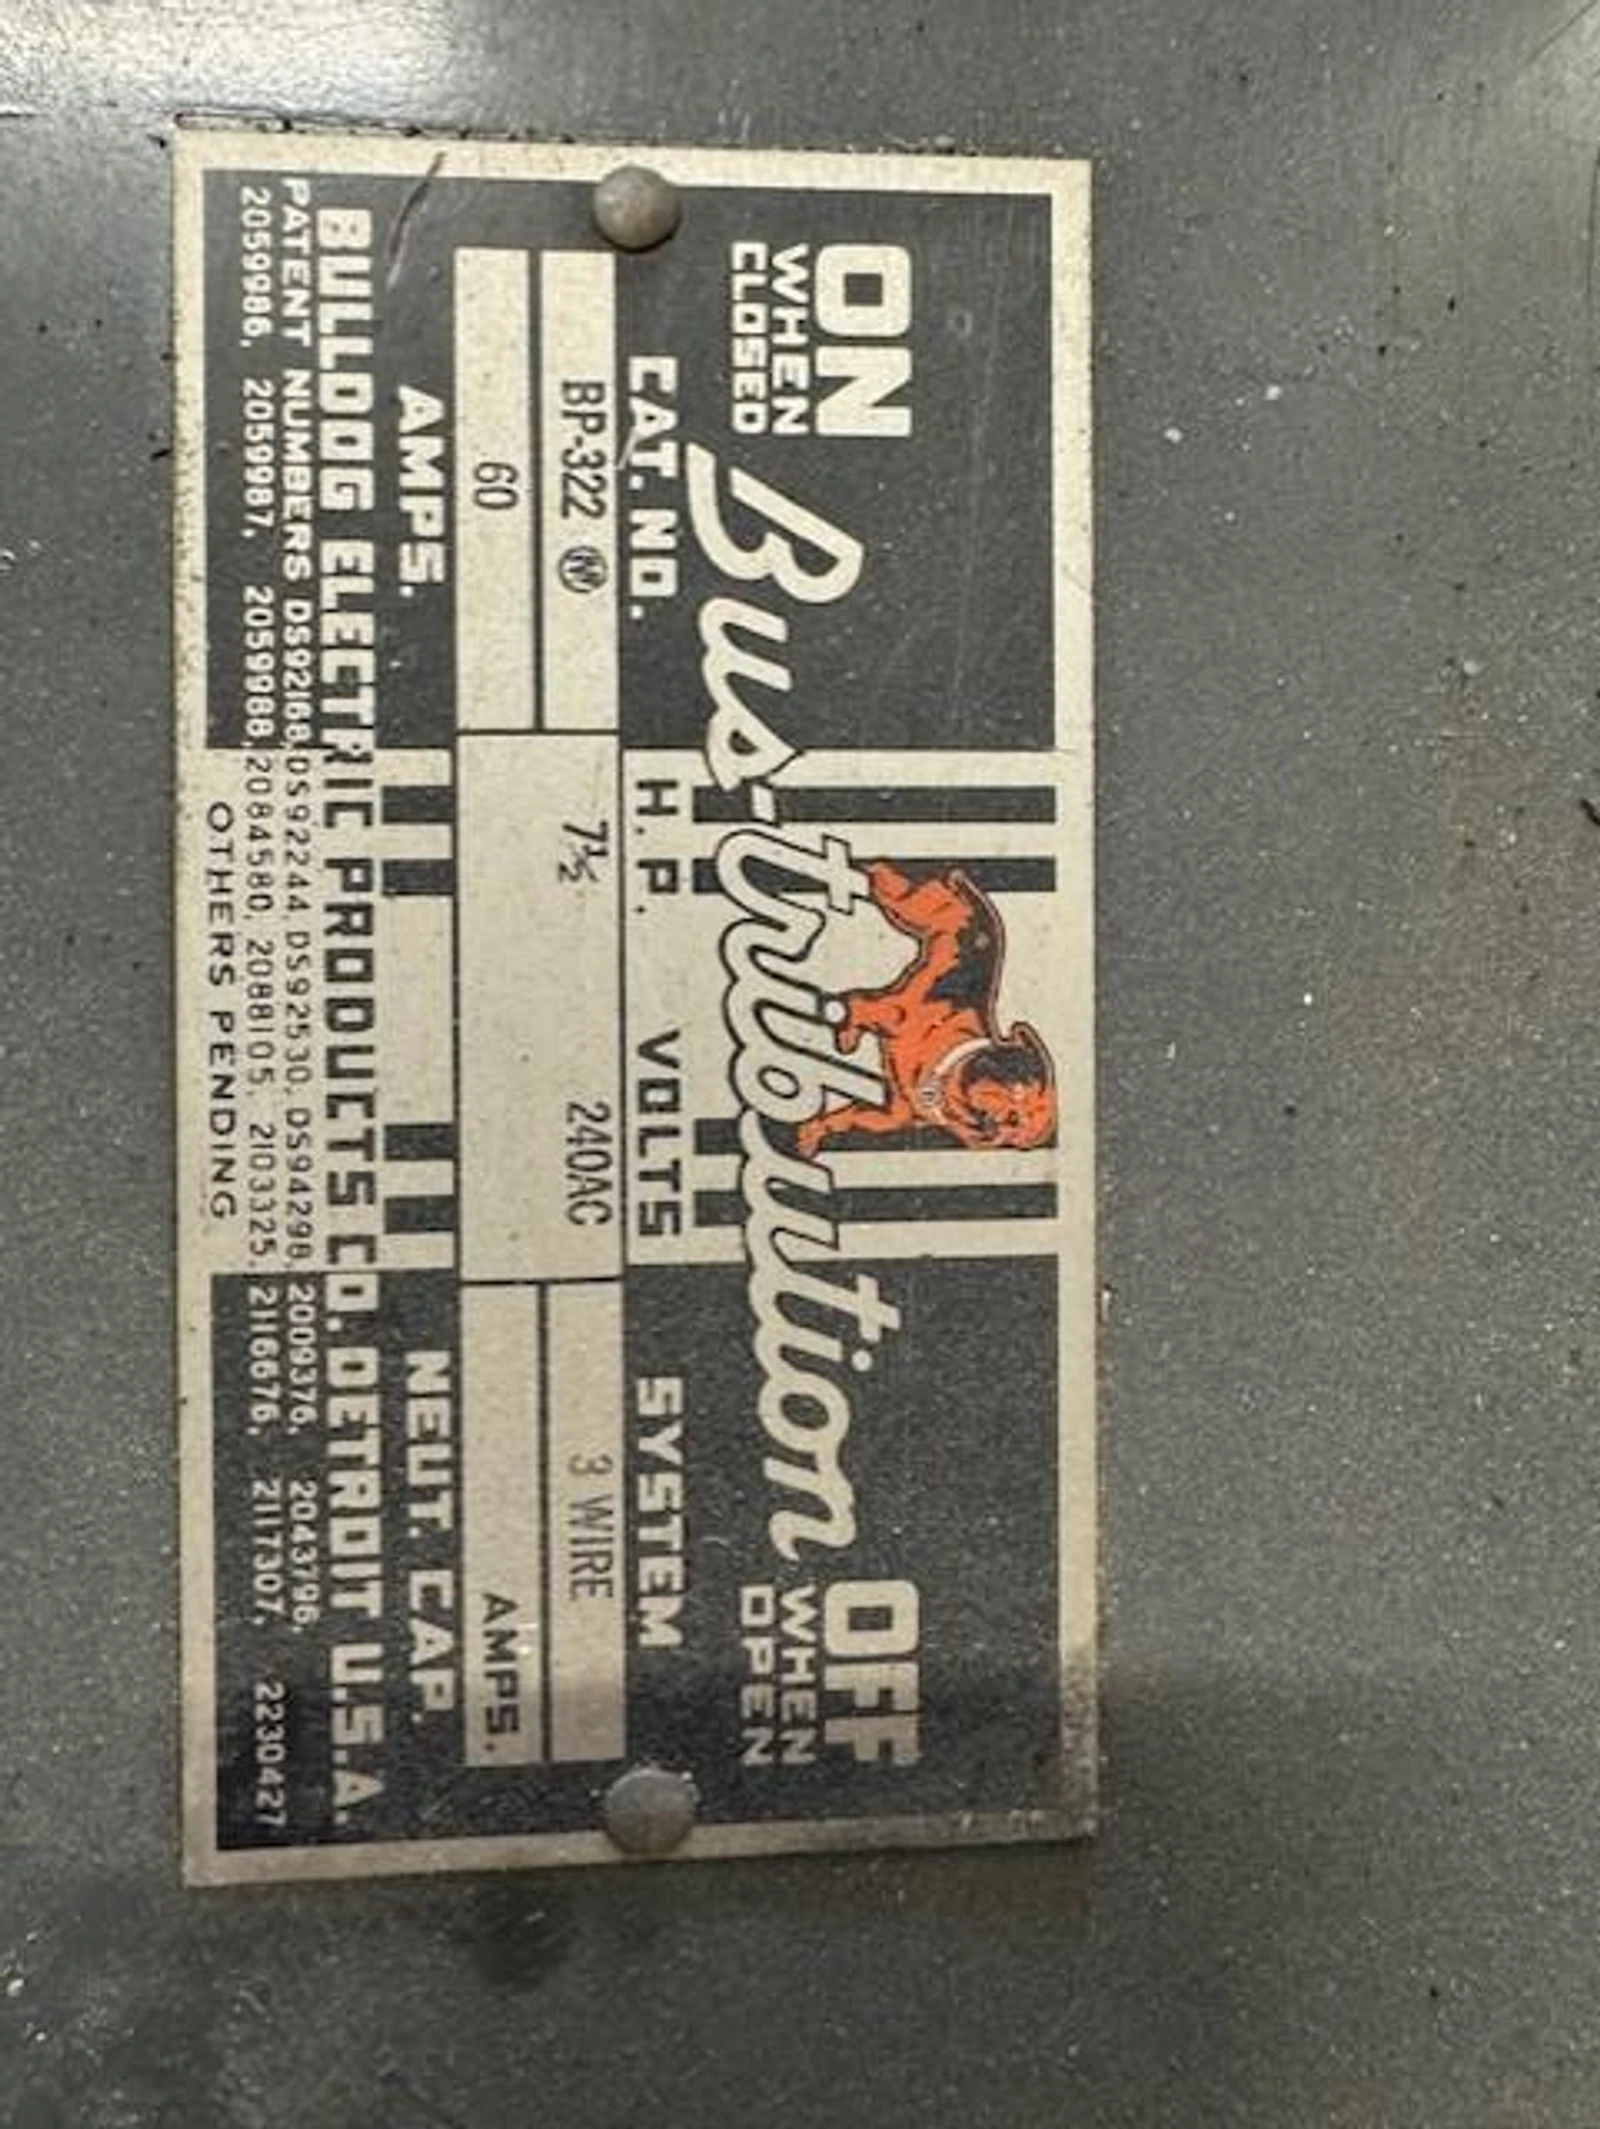 ON
WHEN
CLOSED
OFF
WHEN
OPEN
Bus-tribution
CAT. NO.
H. P. VOLTS
SYSTEM
BP-322 W
7½ 240AC
3 WIRE
60
AMPS.
AMPS.
NEUT. CAP.
BULLDOG ELECTRIC PRODUCTS CO. DETROIT U.S.A.
PATENT NUMBERS DS92168, DS92244, DS92530, DS94298, 2009376, 2043796,
2059986, 2059987, 2059988, 2084580, 2088105, 2103325, 2116676, 2117307, 2230427
OTHERS PENDING